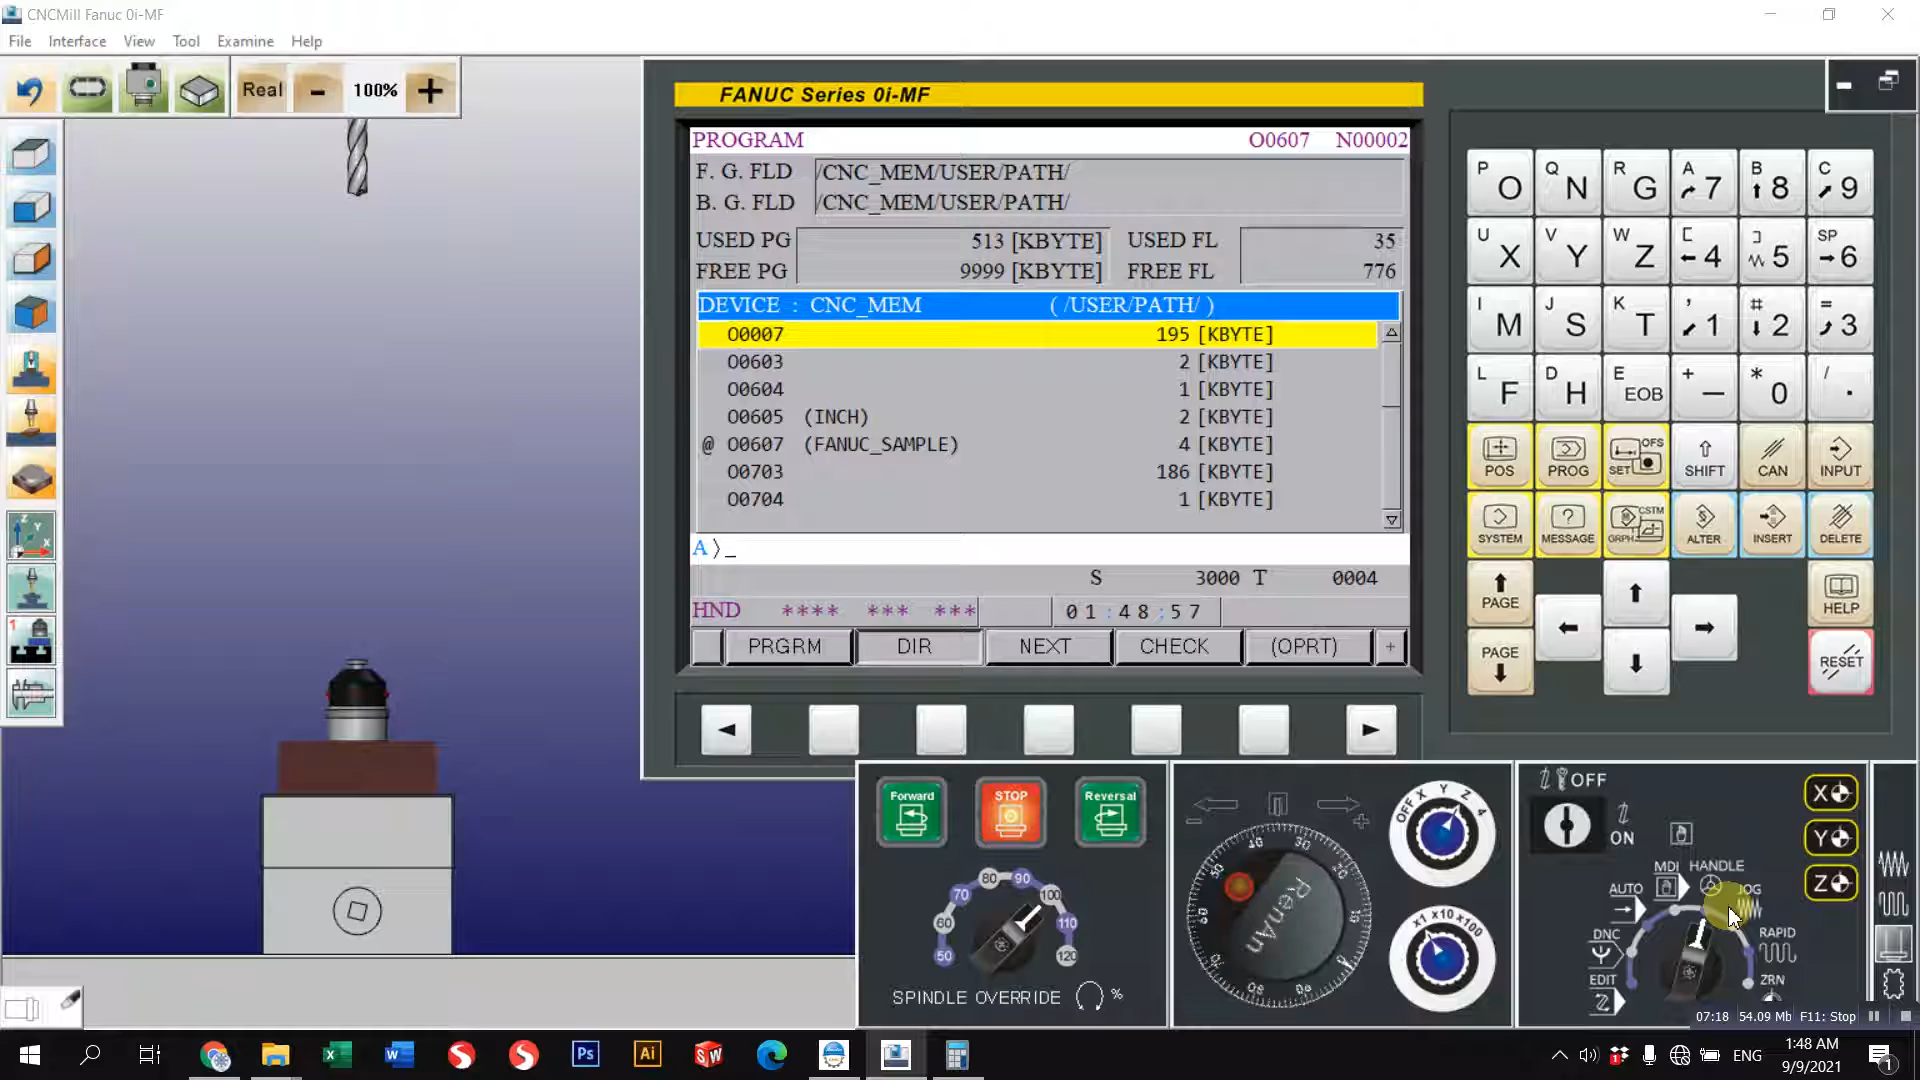 CNCMill Fanuc 0i-MF
File Interface View Tool Examine Help
Real - 100% +
FANUC Series 0i-MF
PROGRAM O0607 N00002
F. G. FLD /CNC_MEM/USER/PATH/
B. G. FLD /CNC_MEM/USER/PATH/
USED PG 513 [KBYTE] USED FL 35
FREE PG 9999 [KBYTE] FREE FL 776
DEVICE : CNC_MEM ( /USER/PATH/ )
O0007 195 [KBYTE]
O0603 2 [KBYTE]
O0604 1 [KBYTE]
O0605 (INCH) 2 [KBYTE]
@ O0607 (FANUC_SAMPLE) 4 [KBYTE]
O0703 186 [KBYTE]
O0704 1 [KBYTE]
A 〉_
S 3000 T 0004
HND **** *** *** 01:48:57
PRGRM DIR NEXT CHECK (OPRT) +
P O Q N R G A 7 B 8 C 9
U X V Y W Z [ 4 ] 5 SP 6
I M J S K T , 1 # 2 = 3
L F D H E EOB + - * 0 / .
POS PROG OFS SET SHIFT CAN INPUT
SYSTEM MESSAGE CSTM GRPH ALTER INSERT DELETE
PAGE HELP
PAGE RESET
Forward STOP Reversal
50 60 70 80 90 100 110 120
SPINDLE OVERRIDE %
RenAn
OFF X Y Z 4
x1 x10 x100
OFF
ON
EDIT DNC AUTO MDI HANDLE JOG RAPID ZRN
X
Y
Z
1
07:18 54.09 Mb F11: Stop
ENG 1:48 AM
9/9/2021
1